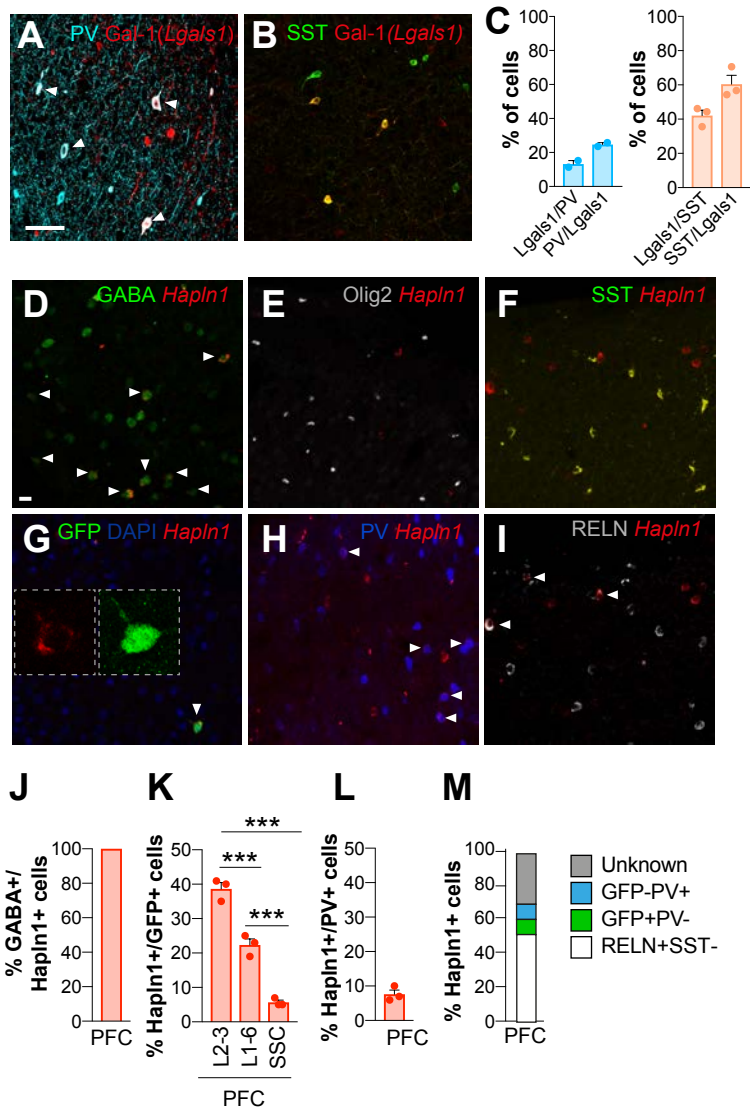 A PV Gal-1(Lgals1)
B SST Gal-1(Lgals1)
C
% of cells
100
80
60
40
20
0
Lgals1/PV
PV/Lgals1
% of cells
100
80
60
40
20
0
Lgals1/SST
SST/Lgals1
D GABA Hapln1
E Olig2 Hapln1
F SST Hapln1
G GFP DAPI Hapln1
H PV Hapln1
I RELN Hapln1
J
% GABA+/
Hapln1+ cells
100
80
60
40
20
0
PFC
K
% Hapln1+/GFP+ cells
50
40
30
20
10
0
***
***
***
L2-3
L1-6
SSC
PFC
L
% Hapln1+/PV+ cells
50
40
30
20
10
0
PFC
M
% Hapln1+ cells
100
80
60
40
20
0
PFC
Unknown
GFP-PV+
GFP+PV-
RELN+SST-